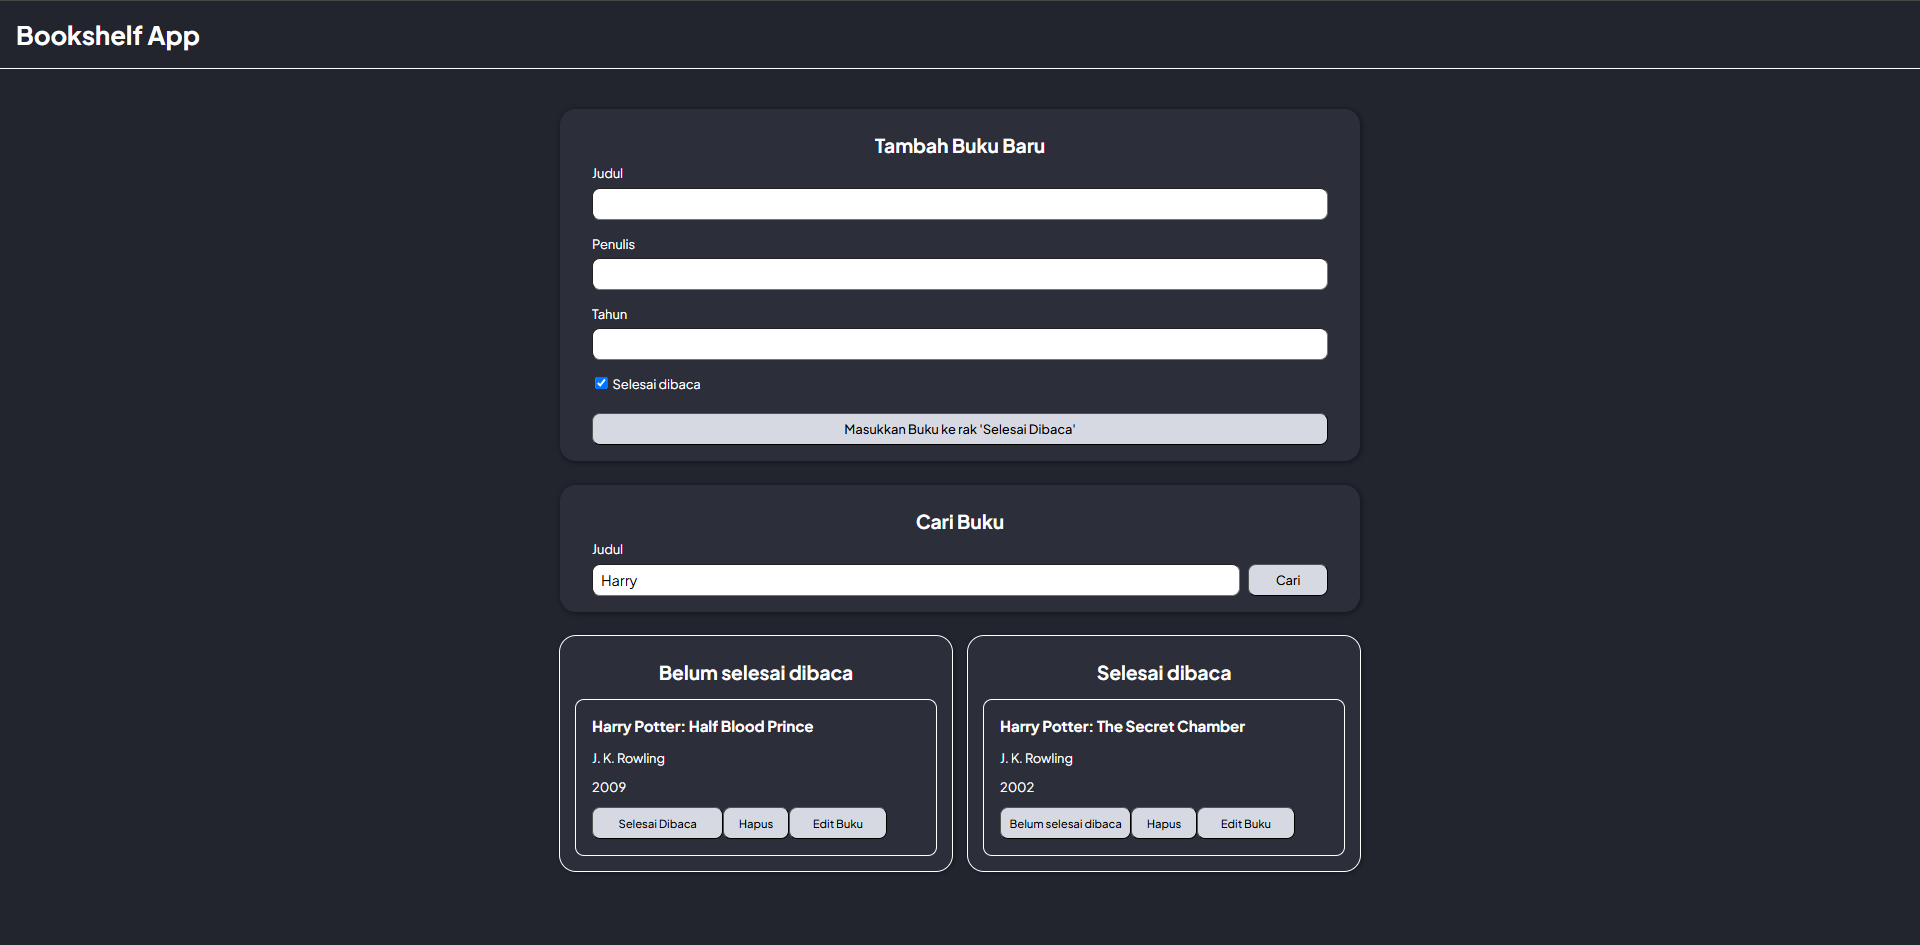 Bookshelf App
Tambah Buku Baru
Judul
Penulis
Tahun
Selesai dibaca
Masukkan Buku ke rak 'Selesai Dibaca'
Cari Buku
Judul
Harry
Cari
Belum selesai dibaca
Harry Potter: Half Blood Prince
J. K. Rowling
2009
Selesai Dibaca
Hapus
Edit Buku
Selesai dibaca
Harry Potter: The Secret Chamber
J. K. Rowling
2002
Belum selesai dibaca
Hapus
Edit Buku